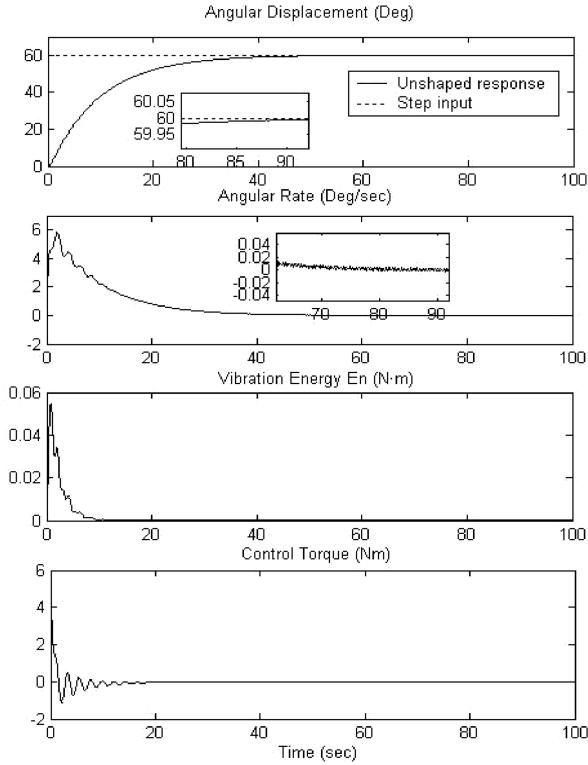 Angular Displacement (Deg)
60
40
20
0
60.05
60
59.95
80 85 90
Unshaped response
Step input
0 20 40 60 80 100
Angular Rate (Deg/sec)
6
4
2
0
-2
0.04
0.02
0
-0.02
-0.04
70 80 90
0 20 40 60 80 100
Vibration Energy En (N·m)
0.06
0.04
0.02
0
0 20 40 60 80 100
Control Torque (Nm)
6
4
2
0
-2
0 20 40 60 80 100
Time (sec)